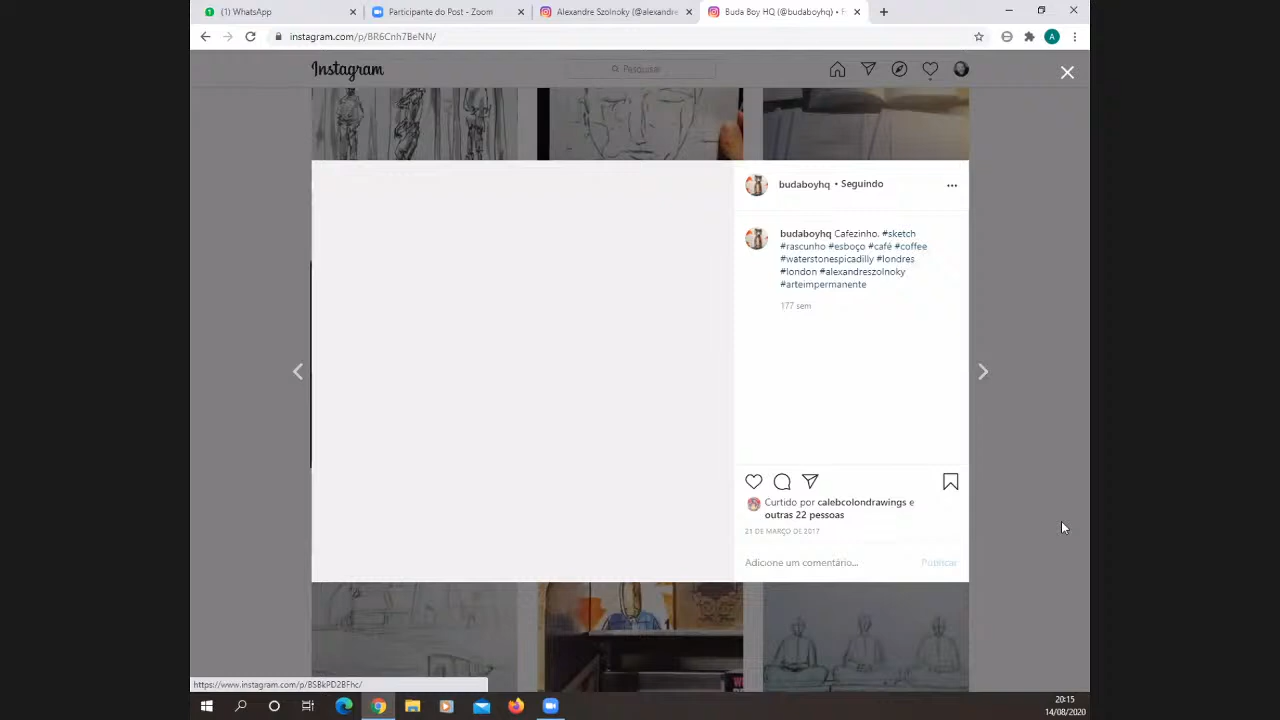 (1) WhatsApp
Participante do Post - Zoom
Alexandre Szolnoky (@alexandre
Buda Boy HQ (@budaboyhq) • F
instagram.com/p/BR6Cnh7BeNN/
A
Instagram
Pesquisar
budaboyhq • Seguindo
budaboyhq Cafezinho. #sketch
#rascunho #esboço #café #coffee
#waterstonespicadilly #londres
#london #alexandreszolnoky
#arteimpermanente
177 sem
Curtido por calebcolondrawings e
outras 22 pessoas
21 DE MARÇO DE 2017
Adicione um comentário...
Publicar
https://www.instagram.com/p/BSBkPD2BFhc/
20:15
14/08/2020